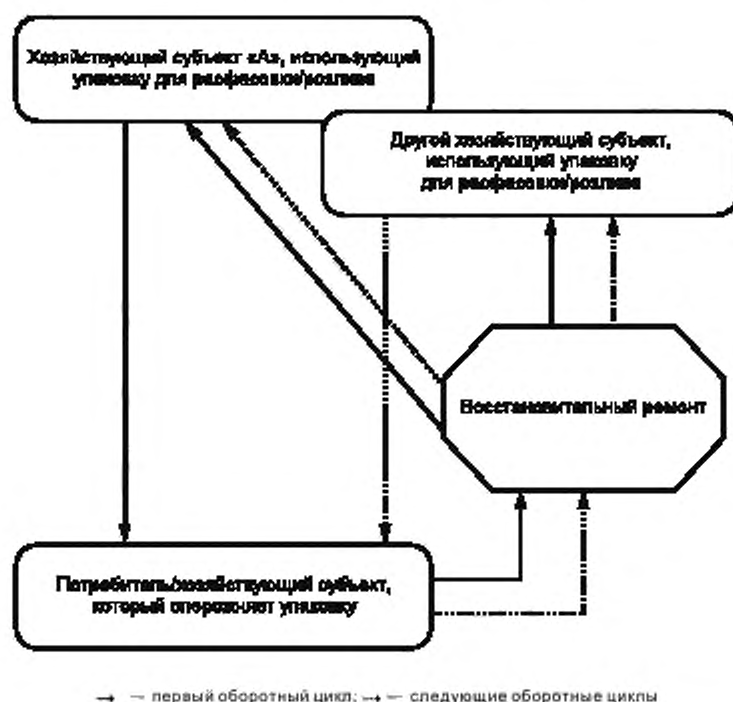 Хозяйствующий субъект «А», использующий
упаковку для расфасовки/розлива
Другой хозяйствующий субъект,
использующий упаковку
для расфасовки/розлива
Восстановительный ремонт
Потребитель/хозяйствующий субъект,
который опорожняет упаковку
→ — первый оборотный цикл; → — следующие оборотные циклы